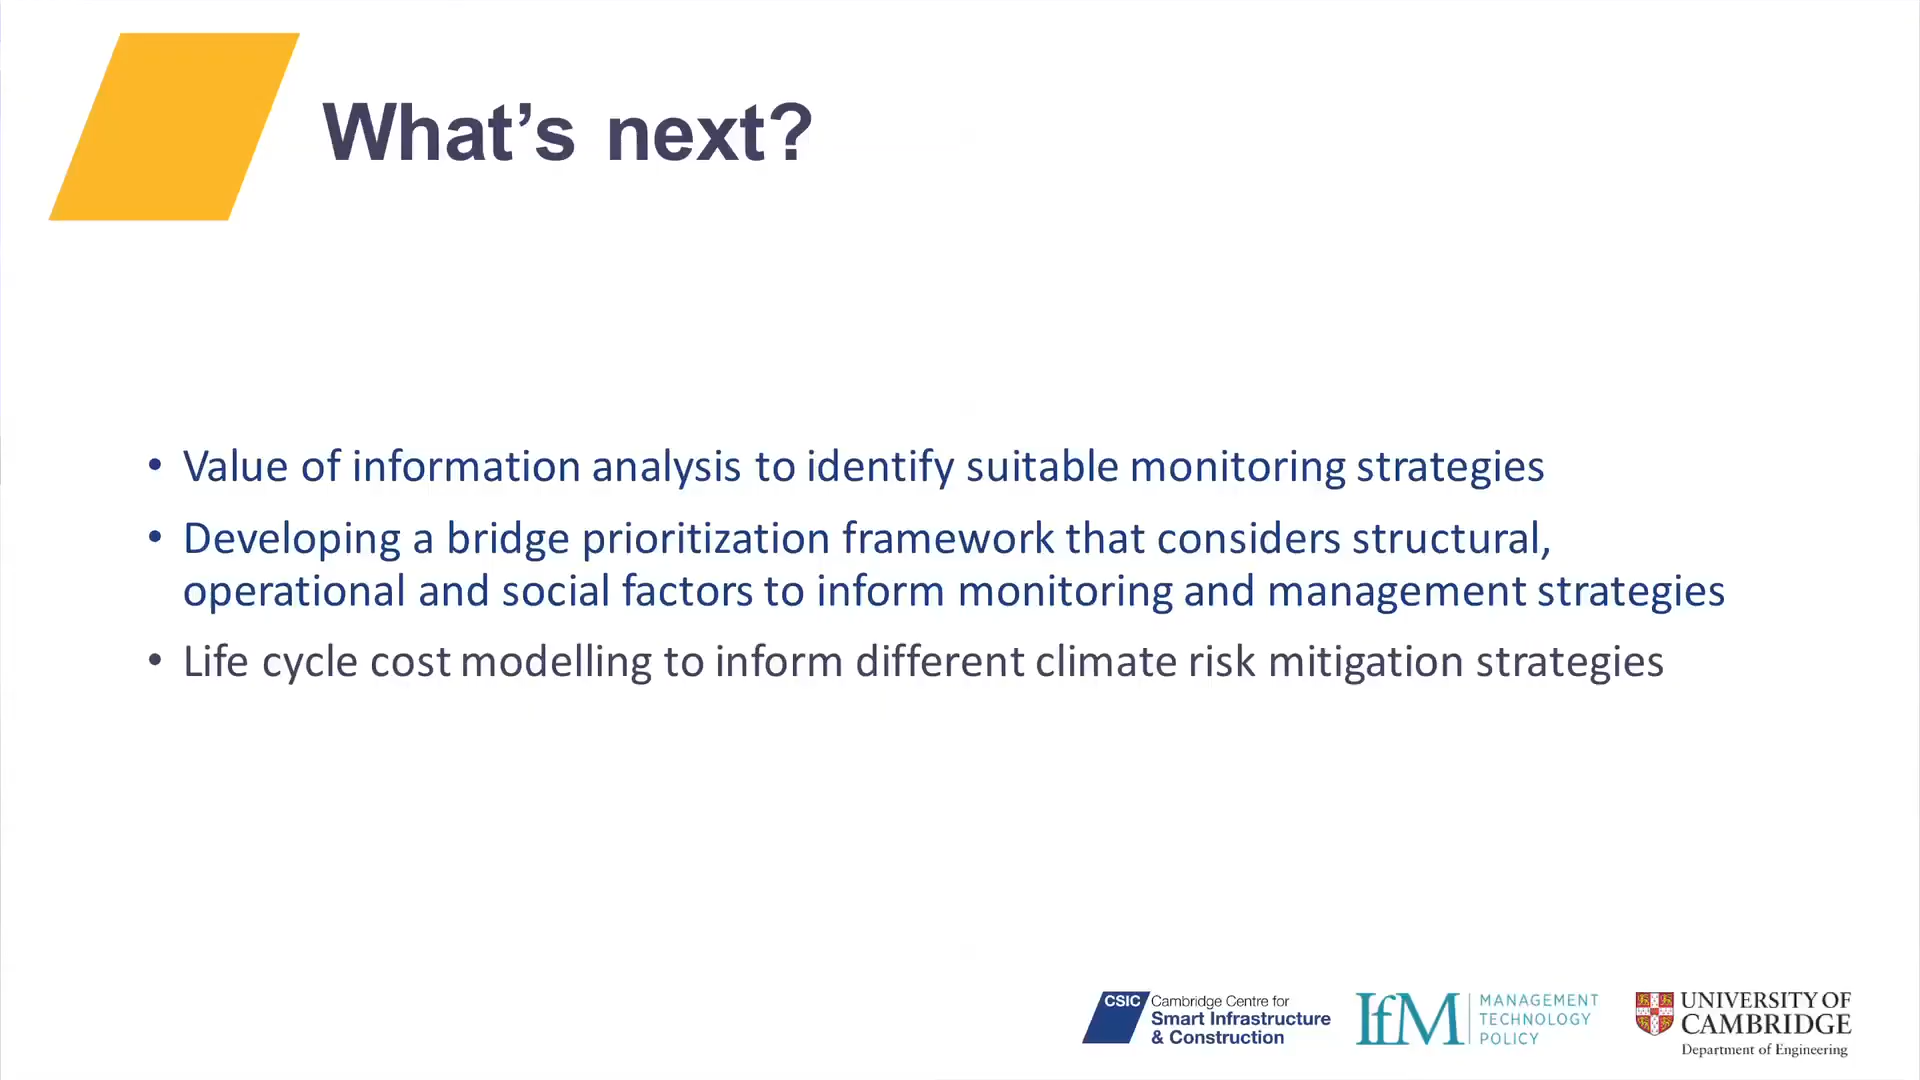 What’s next?
• Value of information analysis to identify suitable monitoring strategies
• Developing a bridge prioritization framework that considers structural,
operational and social factors to inform monitoring and management strategies
• Life cycle cost modelling to inform different climate risk mitigation strategies
CSIC Cambridge Centre for
Smart Infrastructure
& Construction
IfM MANAGEMENT
TECHNOLOGY
POLICY
UNIVERSITY OF
CAMBRIDGE
Department of Engineering